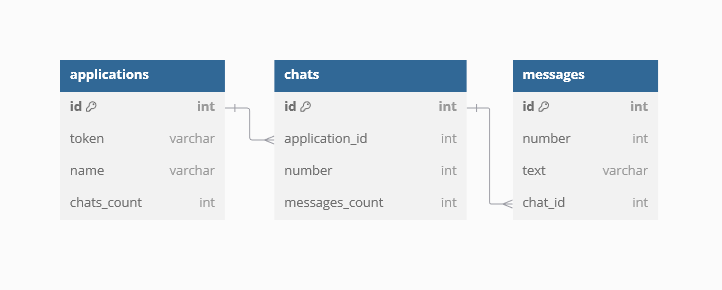 applications
id int
token varchar
name varchar
chats_count int
chats
id int
application_id int
number int
messages_count int
messages
id int
number int
text varchar
chat_id int